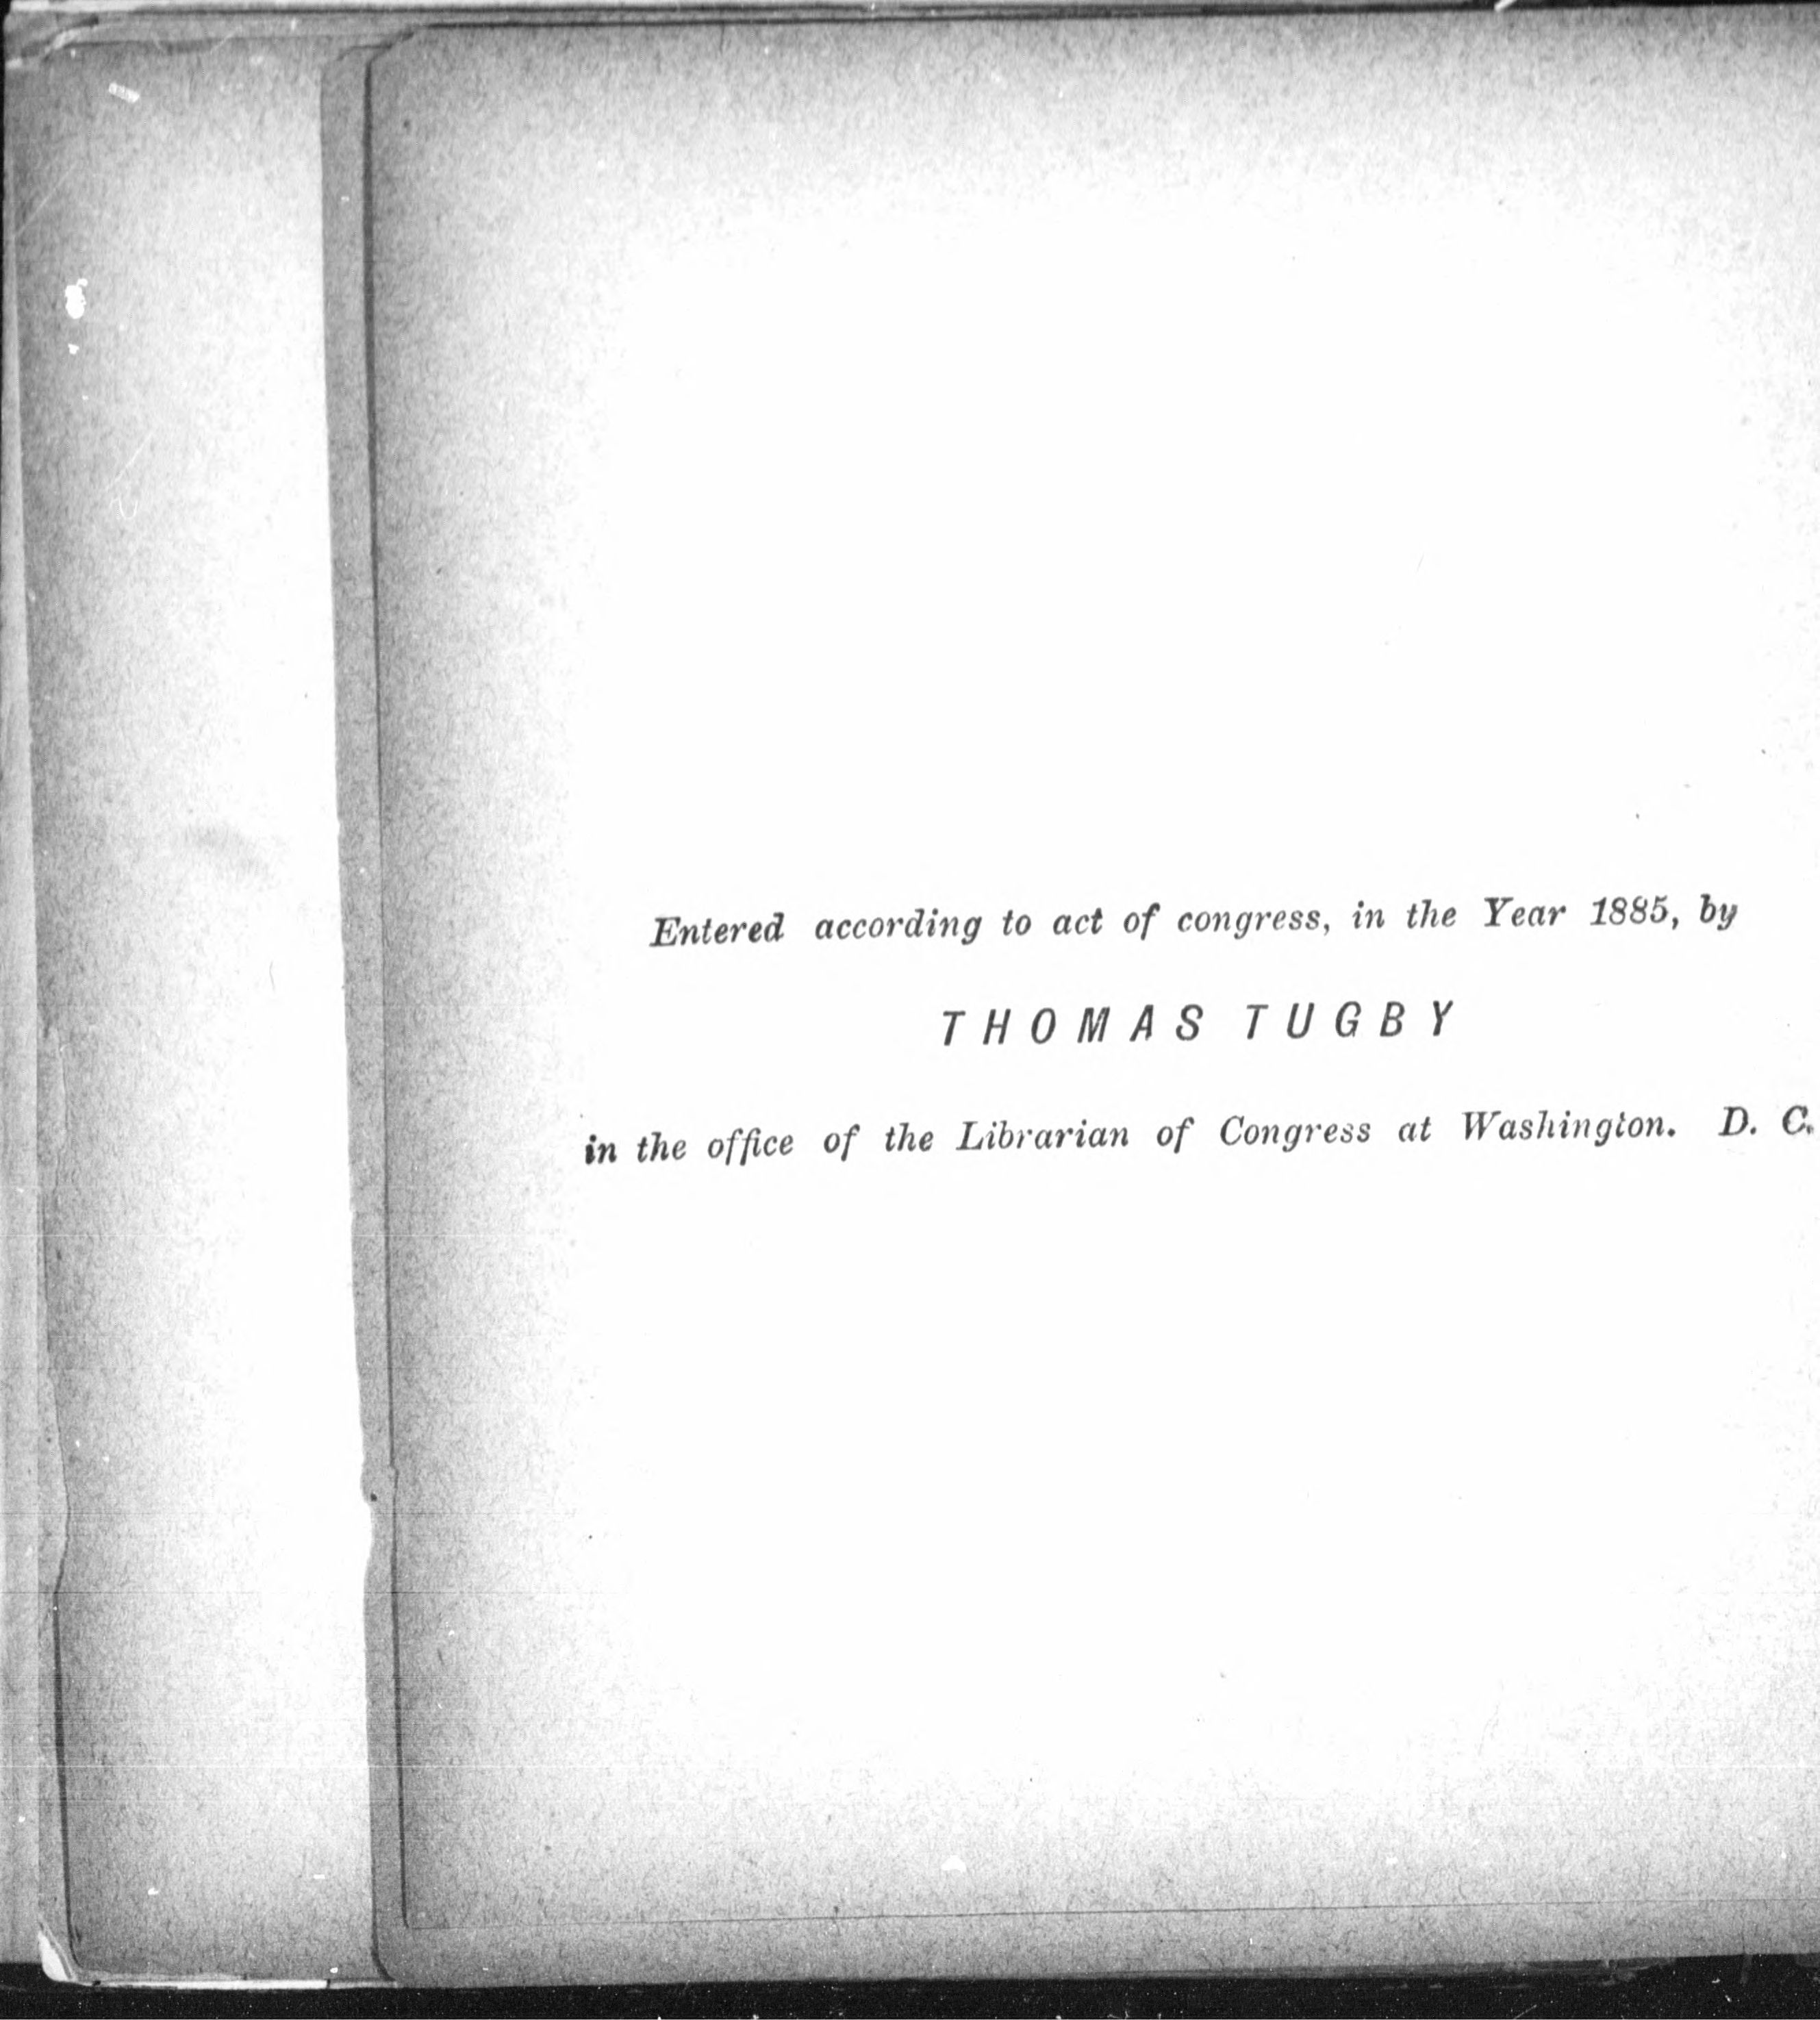 Entered according to act of congress, in the Year 1885, by
THOMAS TUGBY
in the office of the Librarian of Congress at Washington. D. C.